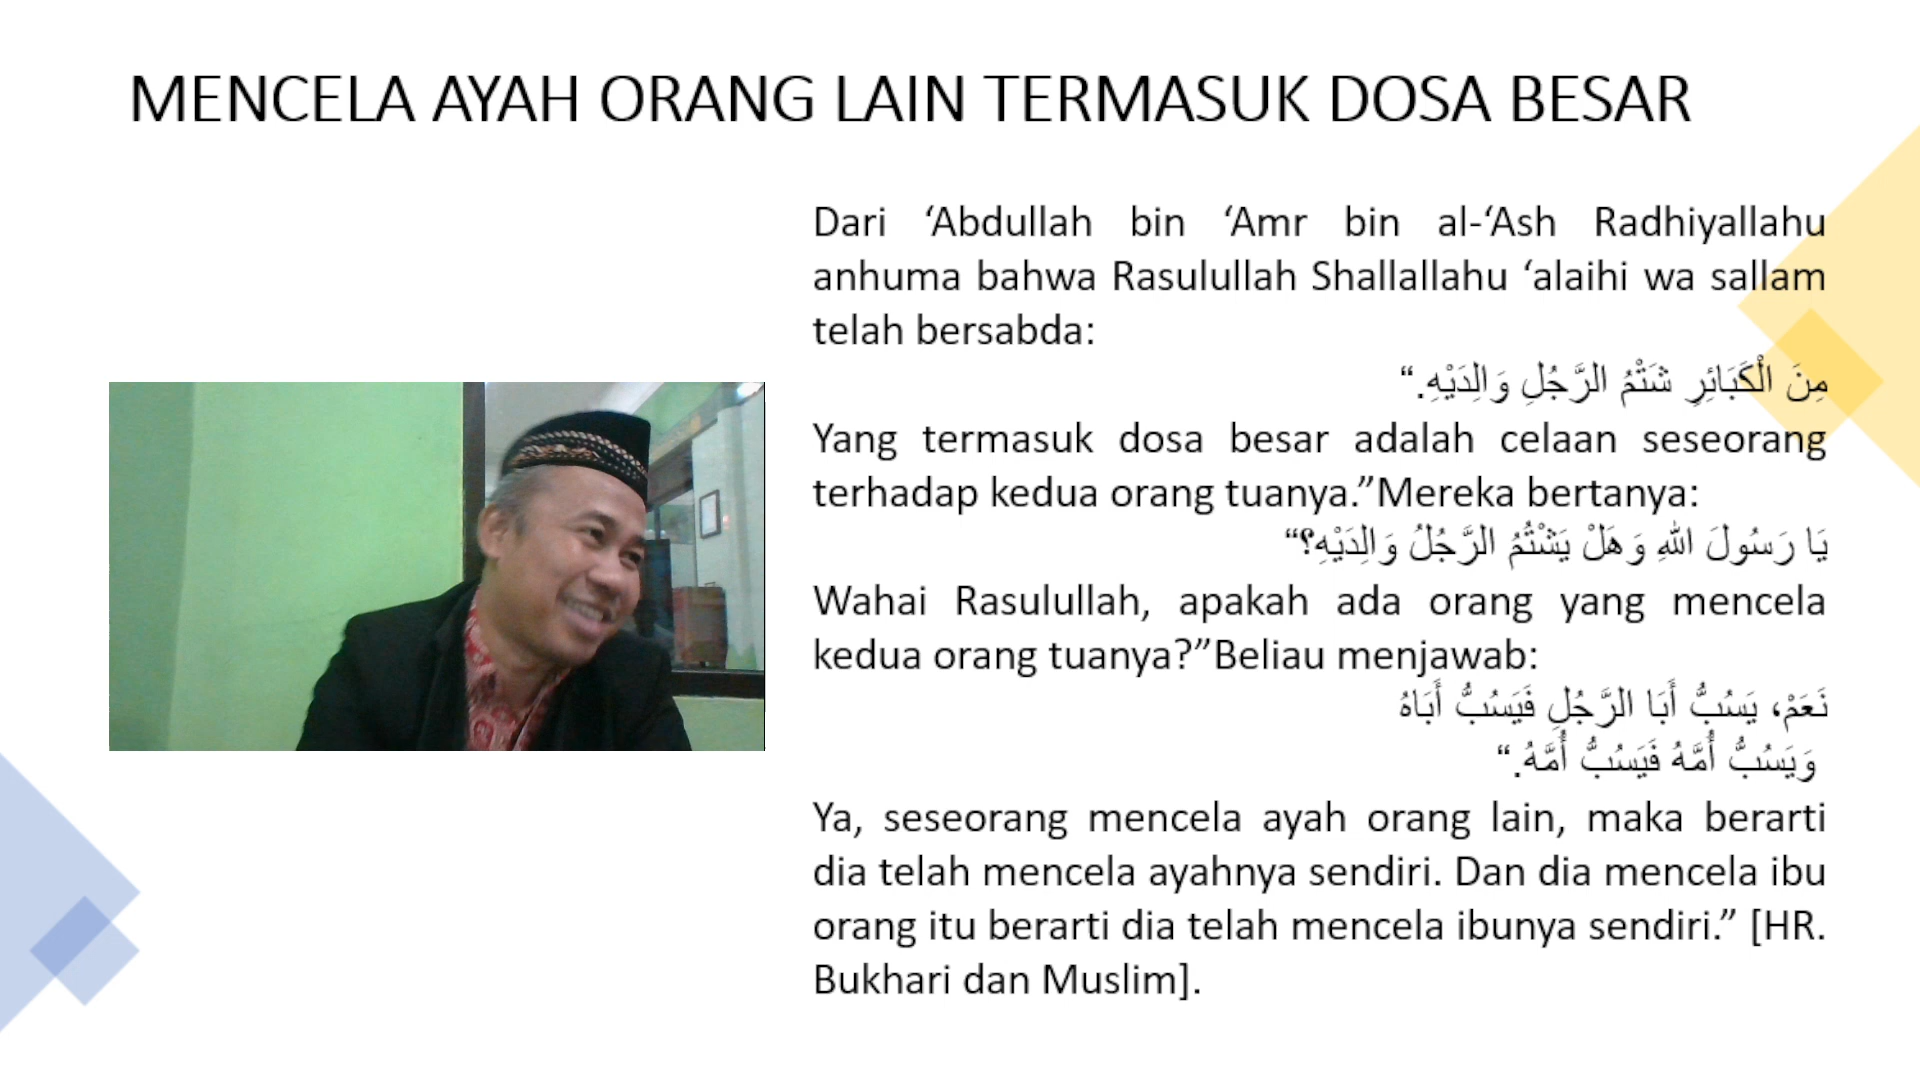 MENCELA AYAH ORANG LAIN TERMASUK DOSA BESAR
Dari ‘Abdullah bin ‘Amr bin al-‘Ash Radhiyallahu
anhuma bahwa Rasulullah Shallallahu ‘alaihi wa sallam
telah bersabda:
مِنَ الْكَبَائِرِ شَتْمُ الرَّجُلِ وَالِدَيْهِ.“
Yang termasuk dosa besar adalah celaan seseorang
terhadap kedua orang tuanya.”Mereka bertanya:
يَا رَسُولَ اللهِ وَهَلْ يَشْتُمُ الرَّجُلُ وَالِدَيْهِ؟“
Wahai Rasulullah, apakah ada orang yang mencela
kedua orang tuanya?”Beliau menjawab:
نَعَمْ، يَسُبُّ أَبَا الرَّجُلِ فَيَسُبُّ أَبَاهُ
وَيَسُبُّ أُمَّهُ فَيَسُبُّ أُمَّهُ.“
Ya, seseorang mencela ayah orang lain, maka berarti
dia telah mencela ayahnya sendiri. Dan dia mencela ibu
orang itu berarti dia telah mencela ibunya sendiri.” [HR.
Bukhari dan Muslim].